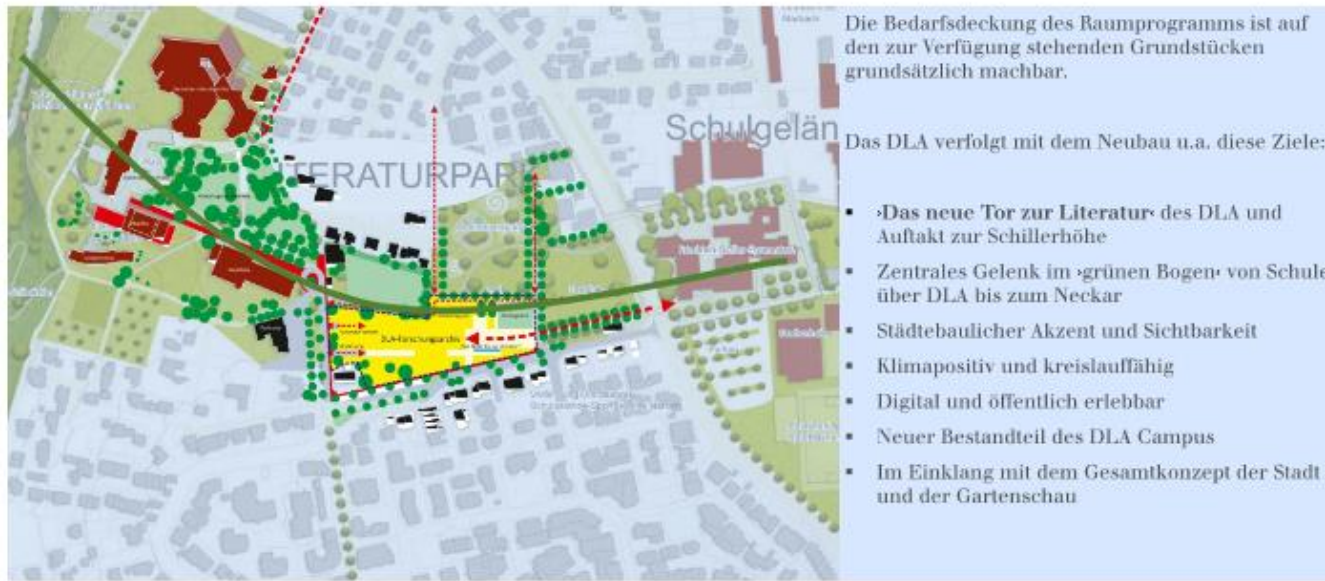 Schulgelän
LITERATURPARK
DLA-Forschungsarchiv
Die Bedarfsdeckung des Raumprogramms ist auf
den zur Verfügung stehenden Grundstücken
grundsätzlich machbar.
Das DLA verfolgt mit dem Neubau u.a. diese Ziele:
▪ ›Das neue Tor zur Literatur‹ des DLA und
Auftakt zur Schillerhöhe
▪ Zentrales Gelenk im ›grünen Bogen‹ von Schule
über DLA bis zum Neckar
▪ Städtebaulicher Akzent und Sichtbarkeit
▪ Klimapositiv und kreislauffähig
▪ Digital und öffentlich erlebbar
▪ Neuer Bestandteil des DLA Campus
▪ Im Einklang mit dem Gesamtkonzept der Stadt
und der Gartenschau